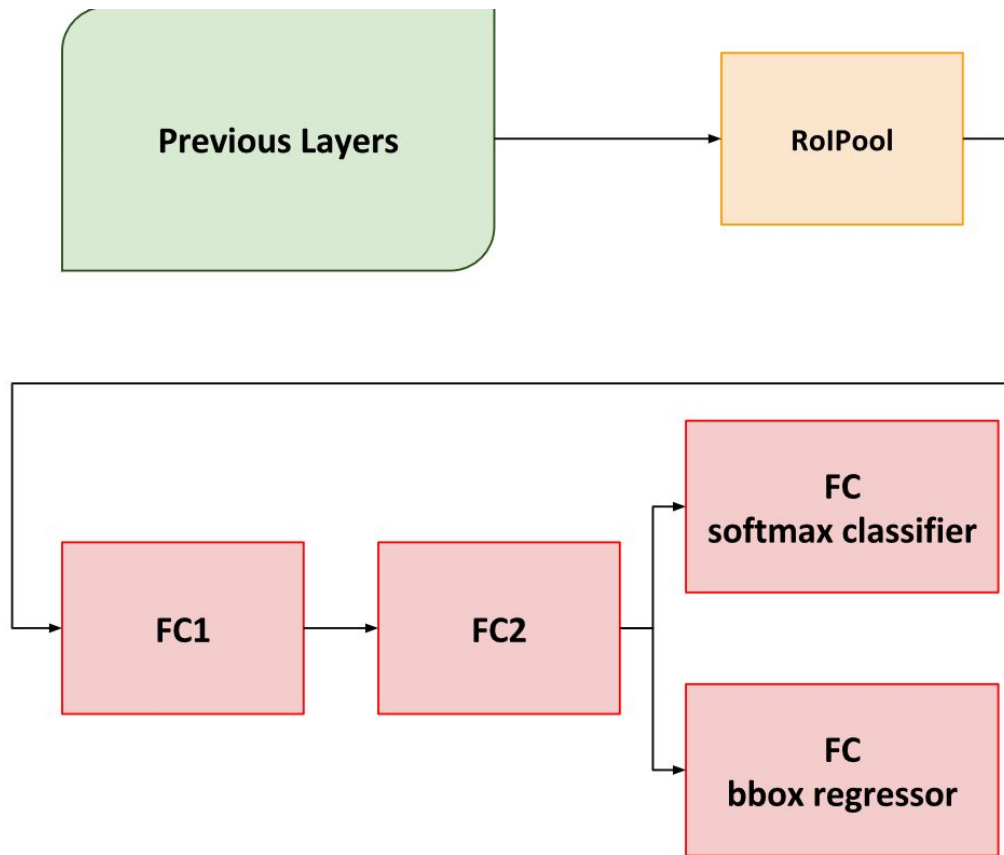 Previous Layers
RoIPool
FC
softmax classifier
FC1
FC2
FC
bbox regressor